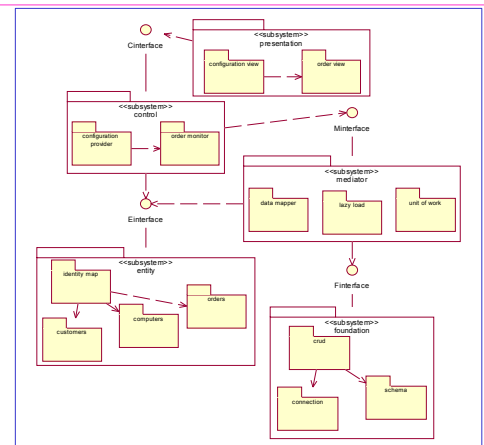 <<subsystem>>
presentation
Cinterface
configuration view
order view
<<subsystem>>
control
configuration
provider
order monitor
Minterface
<<subsystem>>
mediator
data mapper
lazy load
unit of work
Einterface
<<subsystem>>
entity
identity map
orders
computers
customers
Finterface
<<subsystem>>
foundation
crud
connection
schema